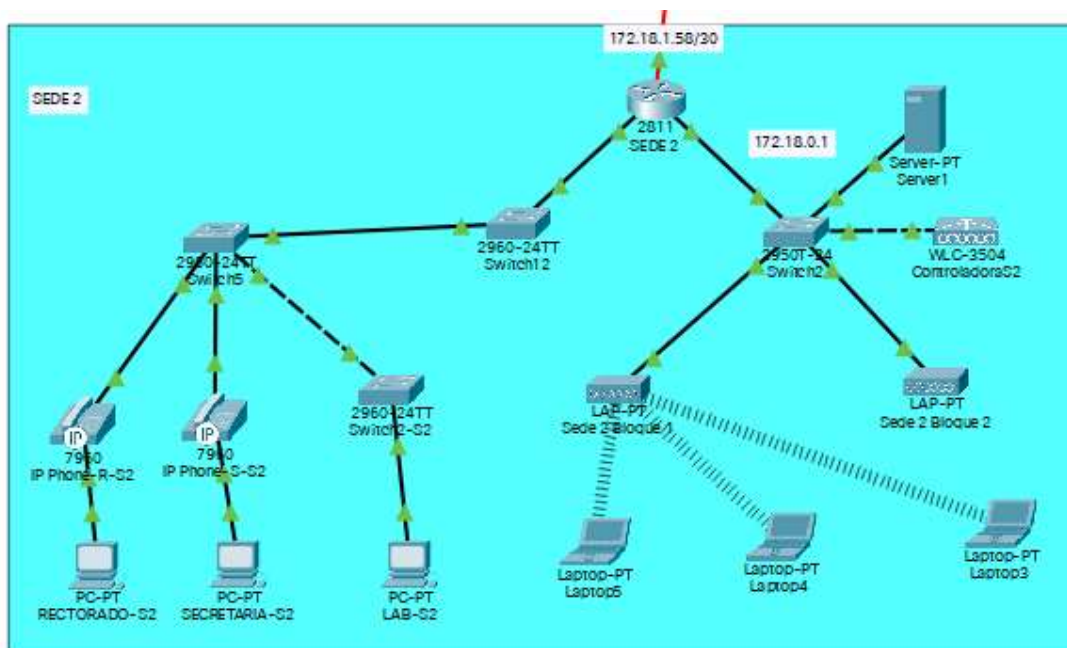 172.18.1.58/30
SEDE 2
2811
SEDE 2
172.18.0.1
Server-PT
Server1
2960-24TT
Switch12
2960-24TT
Switch5
2950T-24
Switch2
WLC-3504
ControladoraS2
2960-24TT
Switch2-S2
LAP-PT
Sede 2 Bloque 1
LAP-PT
Sede 2 Bloque 2
IP
7960
IP Phone-R-S2
IP
7960
IP Phone-S-S2
Laptop-PT
Laptop5
Laptop-PT
Laptop4
Laptop-PT
Laptop3
PC-PT
RECTORADO-S2
PC-PT
SECRETARIA-S2
PC-PT
LAB-S2